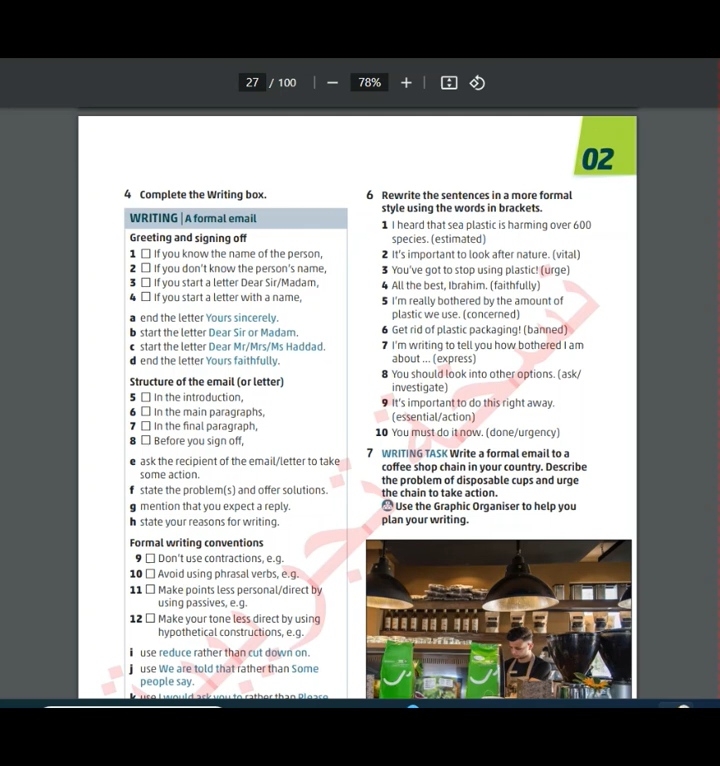 27 / 100
78%
02
4 Complete the Writing box.
WRITING | A formal email
Greeting and signing off
1 If you know the name of the person,
2 If you don't know the person's name,
3 If you start a letter Dear Sir/Madam,
4 If you start a letter with a name,
a end the letter Yours sincerely.
b start the letter Dear Sir or Madam.
c start the letter Dear Mr/Mrs/Ms Haddad.
d end the letter Yours faithfully.
Structure of the email (or letter)
5 In the introduction,
6 In the main paragraphs,
7 In the final paragraph,
8 Before you sign off,
e ask the recipient of the email/letter to take
some action.
f state the problem(s) and offer solutions.
g mention that you expect a reply.
h state your reasons for writing.
Formal writing conventions
9 Don't use contractions, e.g.
10 Avoid using phrasal verbs, e.g.
11 Make points less personal/direct by
using passives, e.g.
12 Make your tone less direct by using
hypothetical constructions, e.g.
i use reduce rather than cut down on.
j use We are told that rather than Some
people say.
k use I would ask you to rather than Please
6 Rewrite the sentences in a more formal
style using the words in brackets.
1 I heard that sea plastic is harming over 600
species. (estimated)
2 It's important to look after nature. (vital)
3 You've got to stop using plastic! (urge)
4 All the best, Ibrahim. (faithfully)
5 I'm really bothered by the amount of
plastic we use. (concerned)
6 Get rid of plastic packaging! (banned)
7 I'm writing to tell you how bothered I am
about ... (express)
8 You should look into other options. (ask/
investigate)
9 It's important to do this right away.
(essential/action)
10 You must do it now. (done/urgency)
7 WRITING TASK Write a formal email to a
coffee shop chain in your country. Describe
the problem of disposable cups and urge
the chain to take action.
Use the Graphic Organiser to help you
plan your writing.